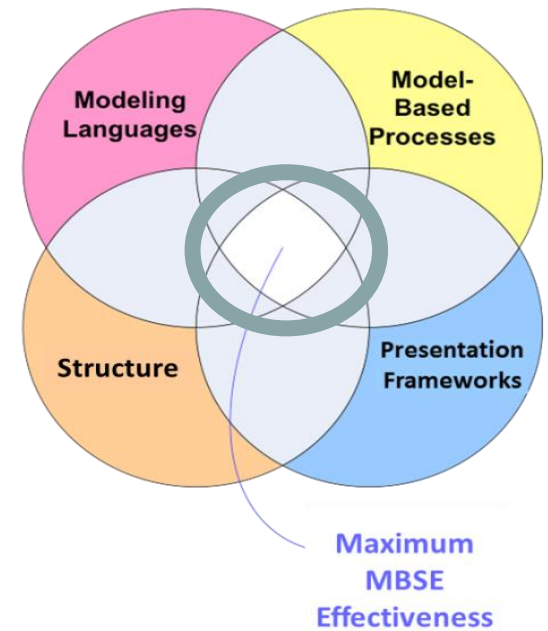 Modeling
Languages
Model-
Based
Processes
Structure
Presentation
Frameworks
Maximum
MBSE
Effectiveness